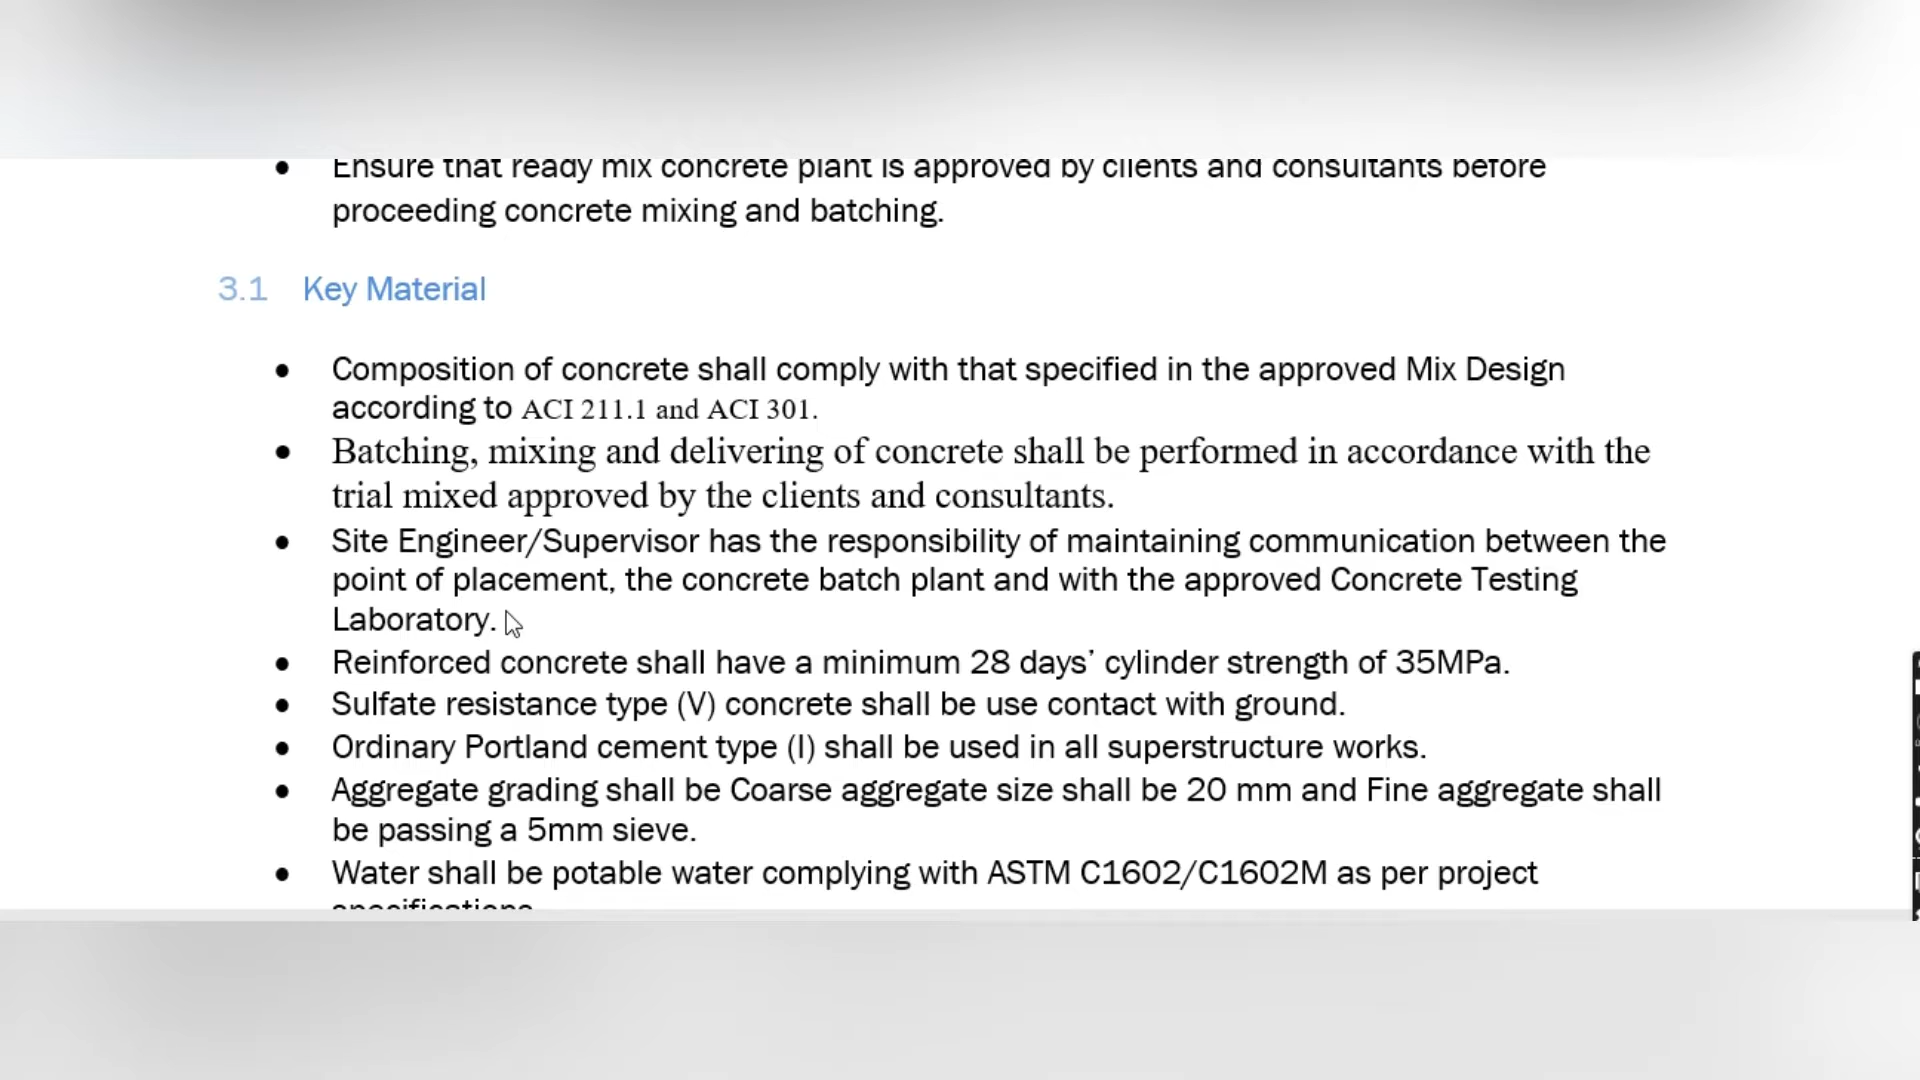 • Ensure that ready mix concrete plant is approved by clients and consultants before
proceeding concrete mixing and batching.
3.1 Key Material
• Composition of concrete shall comply with that specified in the approved Mix Design
according to ACI 211.1 and ACI 301.
• Batching, mixing and delivering of concrete shall be performed in accordance with the
trial mixed approved by the clients and consultants.
• Site Engineer/Supervisor has the responsibility of maintaining communication between the
point of placement, the concrete batch plant and with the approved Concrete Testing
Laboratory.
• Reinforced concrete shall have a minimum 28 days’ cylinder strength of 35MPa.
• Sulfate resistance type (V) concrete shall be use contact with ground.
• Ordinary Portland cement type (I) shall be used in all superstructure works.
• Aggregate grading shall be Coarse aggregate size shall be 20 mm and Fine aggregate shall
be passing a 5mm sieve.
• Water shall be potable water complying with ASTM C1602/C1602M as per project
specifications